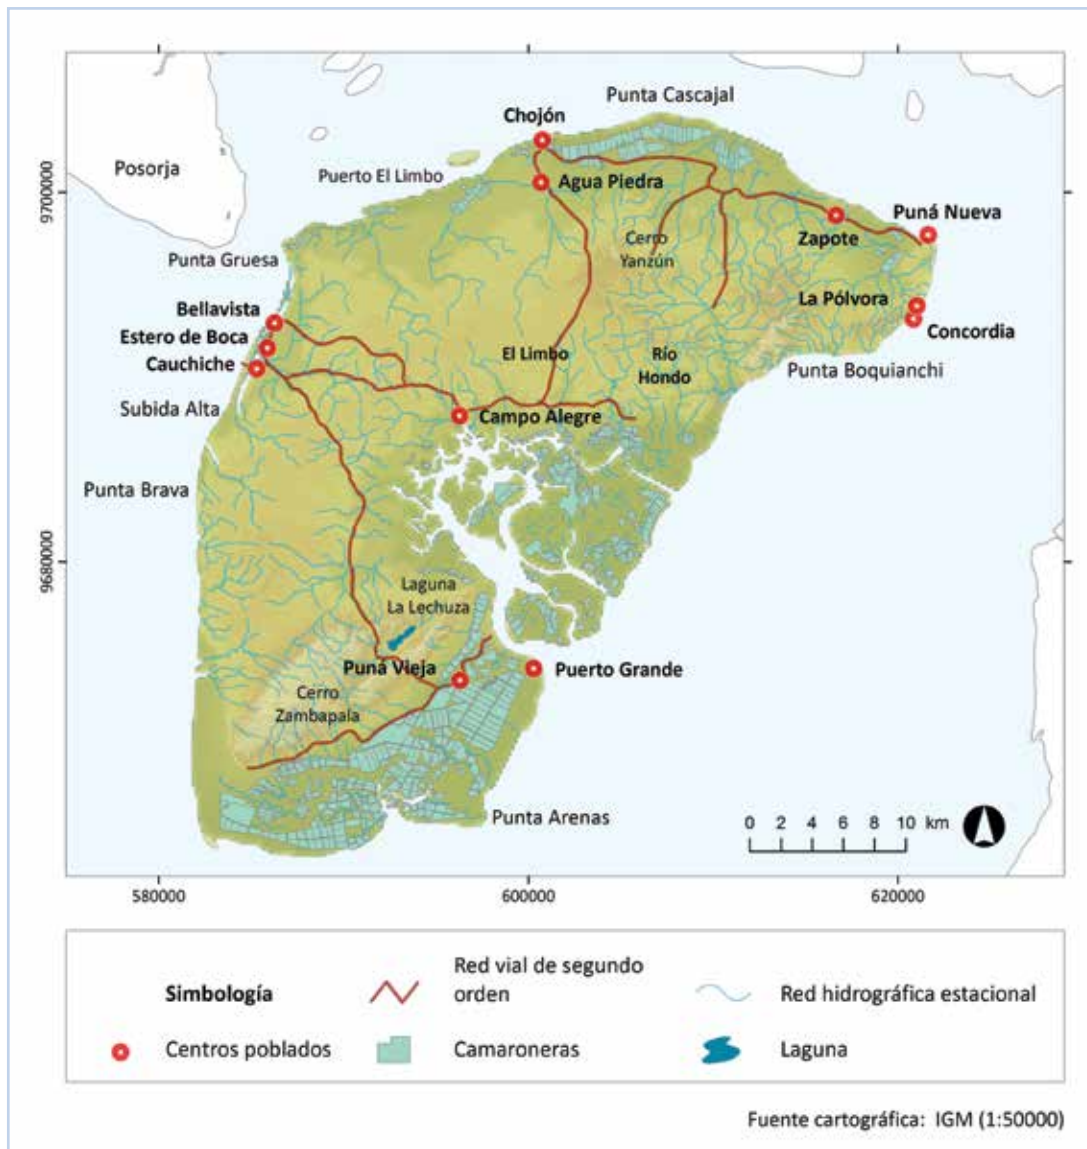 Punta Cascajal
Chojón
Posorja
Puerto El Limbo
Agua Piedra
9700000
Puná Nueva
Zapote
Cerro
Yanzún
Punta Gruesa
La Pólvora
Bellavista
Concordia
Estero de Boca
El Limbo
Río
Hondo
Cauchiche
Punta Boquianchi
Subida Alta
Campo Alegre
Punta Brava
9680000
Laguna
La Lechuza
Puná Vieja
Puerto Grande
Cerro
Zambapala
Punta Arenas
0 2 4 6 8 10 km
580000
600000
620000
Simbología
Red vial de segundo
orden
Red hidrográfica estacional
Centros poblados
Camaroneras
Laguna
Fuente cartográfica: IGM (1:50000)